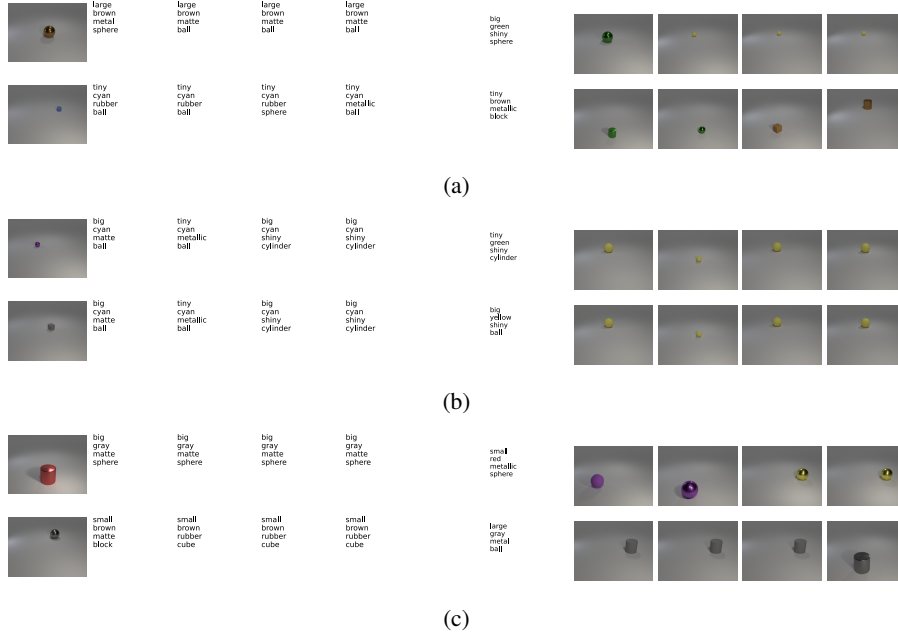 large
brown
metal
sphere
large
brown
matte
ball
large
brown
matte
ball
large
brown
matte
ball
big
green
shiny
sphere
tiny
cyan
rubber
ball
tiny
cyan
rubber
ball
tiny
cyan
rubber
sphere
tiny
cyan
metallic
ball
tiny
brown
metallic
block
(a)
big
cyan
matte
ball
tiny
cyan
metallic
ball
big
cyan
shiny
cylinder
big
cyan
shiny
cylinder
tiny
green
shiny
cylinder
big
cyan
matte
ball
tiny
cyan
metallic
ball
big
cyan
shiny
cylinder
big
cyan
shiny
cylinder
big
yellow
shiny
ball
(b)
big
gray
matte
sphere
big
gray
matte
sphere
big
gray
matte
sphere
big
gray
matte
sphere
small
red
metallic
sphere
small
brown
matte
block
small
brown
rubber
cube
small
brown
rubber
cube
small
brown
rubber
cube
large
gray
metal
ball
(c)